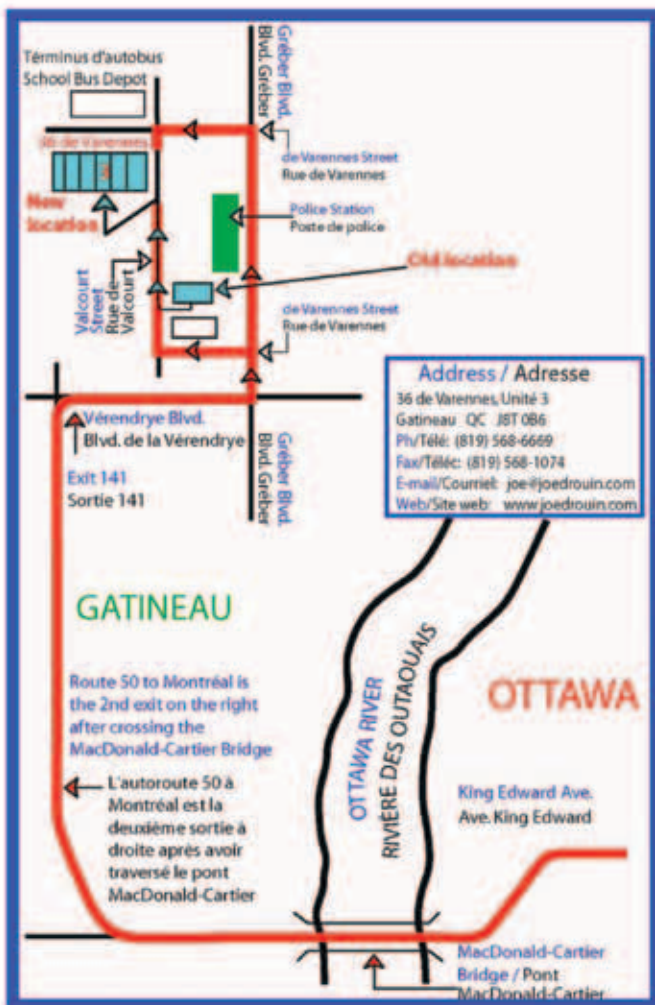 Términus d'autobus
School Bus Depot
Gréber Blvd.
Blvd. Gréber
36 de Varennes
de Varennes Street
Rue de Varennes
New
location
Police Station
Poste de police
Old location
Valcourt
Street
Rue de
Valcourt
de Varennes Street
Rue de Varennes
Vérendrye Blvd.
Blvd. de la Vérendrye
Gréber Blvd.
Blvd. Gréber
Exit 141
Sortie 141
Address / Adresse
36 de Varennes, Unité 3
Gatineau QC J8T 0B6
Ph/Télé: (819) 568-6669
Fax/Téléc: (819) 568-1074
E-mail/Courriel: joe@joedrouin.com
Web/Site web: www.joedrouin.com
GATINEAU
OTTAWA RIVER
RIVIÈRE DES OUTAOUAIS
OTTAWA
Route 50 to Montréal is
the 2nd exit on the right
after crossing the
MacDonald-Cartier Bridge
L'autoroute 50 à
Montréal est la
deuxième sortie à
droite après avoir
traversé le pont
MacDonald-Cartier
King Edward Ave.
Ave. King Edward
MacDonald-Cartier
Bridge / Pont
MacDonald-Cartier